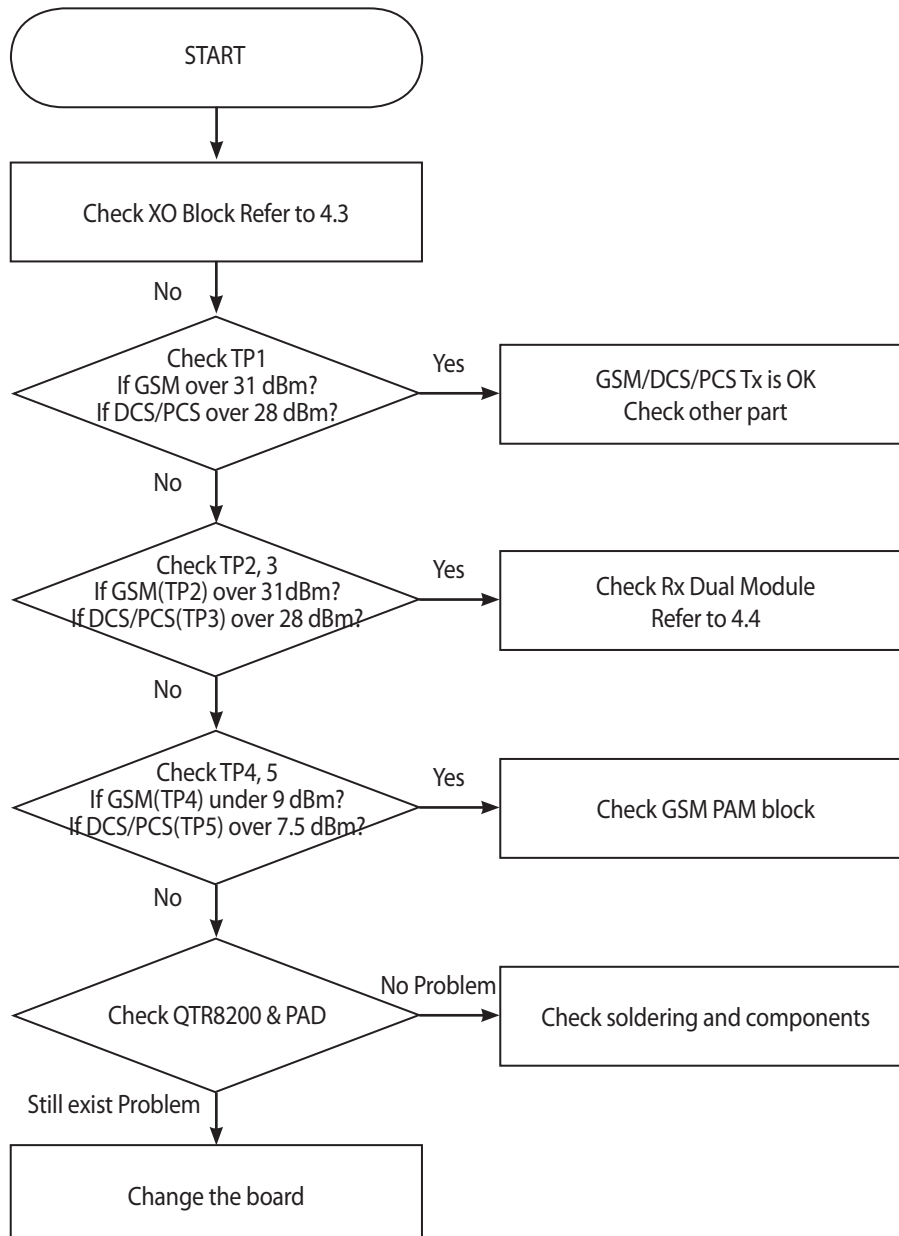 START
Check XO Block Refer to 4.3
No
Check TP1
If GSM over 31 dBm?
If DCS/PCS over 28 dBm?
Yes
GSM/DCS/PCS Tx is OK
Check other part
No
Check TP2, 3
If GSM(TP2) over 31dBm?
If DCS/PCS(TP3) over 28 dBm?
Yes
Check Rx Dual Module
Refer to 4.4
No
Check TP4, 5
If GSM(TP4) under 9 dBm?
If DCS/PCS(TP5) over 7.5 dBm?
Yes
Check GSM PAM block
No
Check QTR8200 & PAD
No Problem
Check soldering and components
Still exist Problem
Change the board